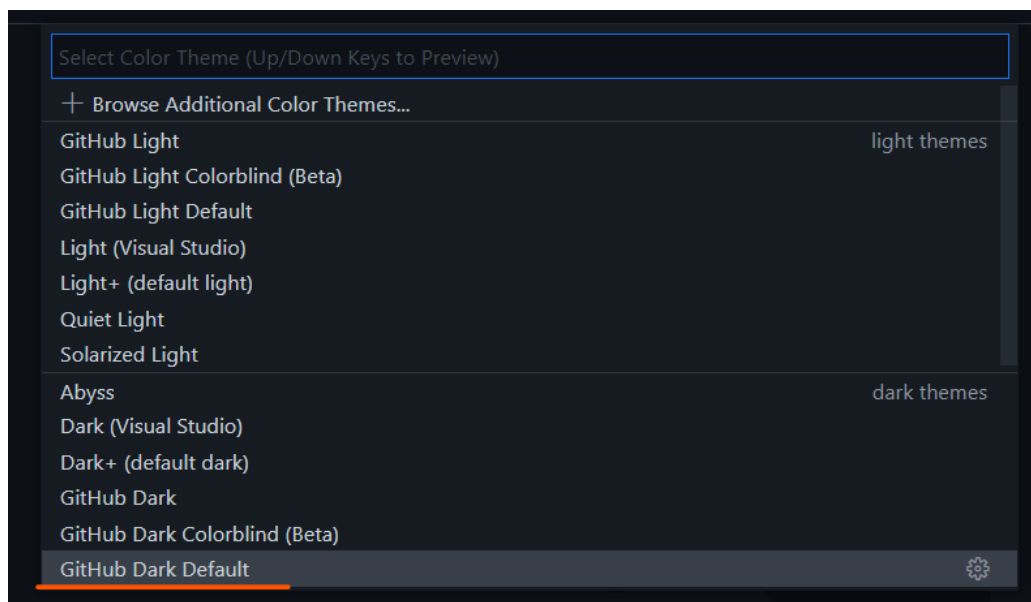 Select Color Theme (Up/Down Keys to Preview)
+ Browse Additional Color Themes...
GitHub Light light themes
GitHub Light Colorblind (Beta)
GitHub Light Default
Light (Visual Studio)
Light+ (default light)
Quiet Light
Solarized Light
Abyss dark themes
Dark (Visual Studio)
Dark+ (default dark)
GitHub Dark
GitHub Dark Colorblind (Beta)
GitHub Dark Default